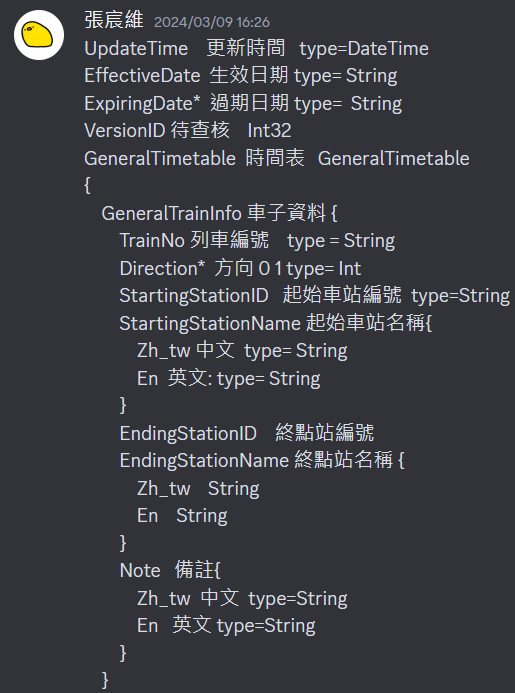 張宸維 2024/03/09 16:26
UpdateTime 更新時間 type=DateTime
EffectiveDate 生效日期 type= String
ExpiringDate* 過期日期 type= String
VersionID 待查核 Int32
GeneralTimetable 時間表 GeneralTimetable
{
GeneralTrainInfo 車子資料 {
TrainNo 列車編號 type = String
Direction* 方向 0 1 type= Int
StartingStationID 起始車站編號 type=String
StartingStationName 起始車站名稱{
Zh_tw 中文 type= String
En 英文: type= String
}
EndingStationID 終點站編號
EndingStationName 終點站名稱 {
Zh_tw String
En String
}
Note 備註{
Zh_tw 中文 type=String
En 英文 type=String
}
}